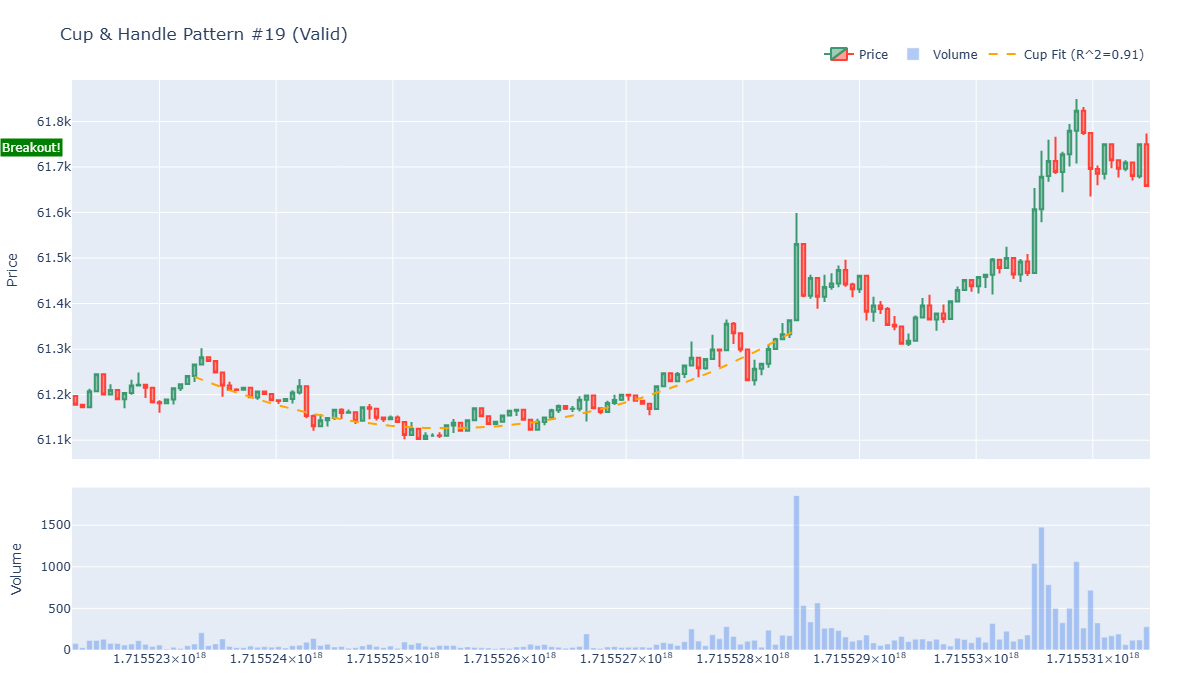 Cup & Handle Pattern #19 (Valid)
Price
Volume
Cup Fit (R^2=0.91)
61.8k
Breakout!
61.7k
61.6k
61.5k
61.4k
61.3k
61.2k
61.1k
Price
1500
1000
500
0
Volume
1.715523×10¹⁸
1.715524×10¹⁸
1.715525×10¹⁸
1.715526×10¹⁸
1.715527×10¹⁸
1.715528×10¹⁸
1.715529×10¹⁸
1.71553×10¹⁸
1.715531×10¹⁸